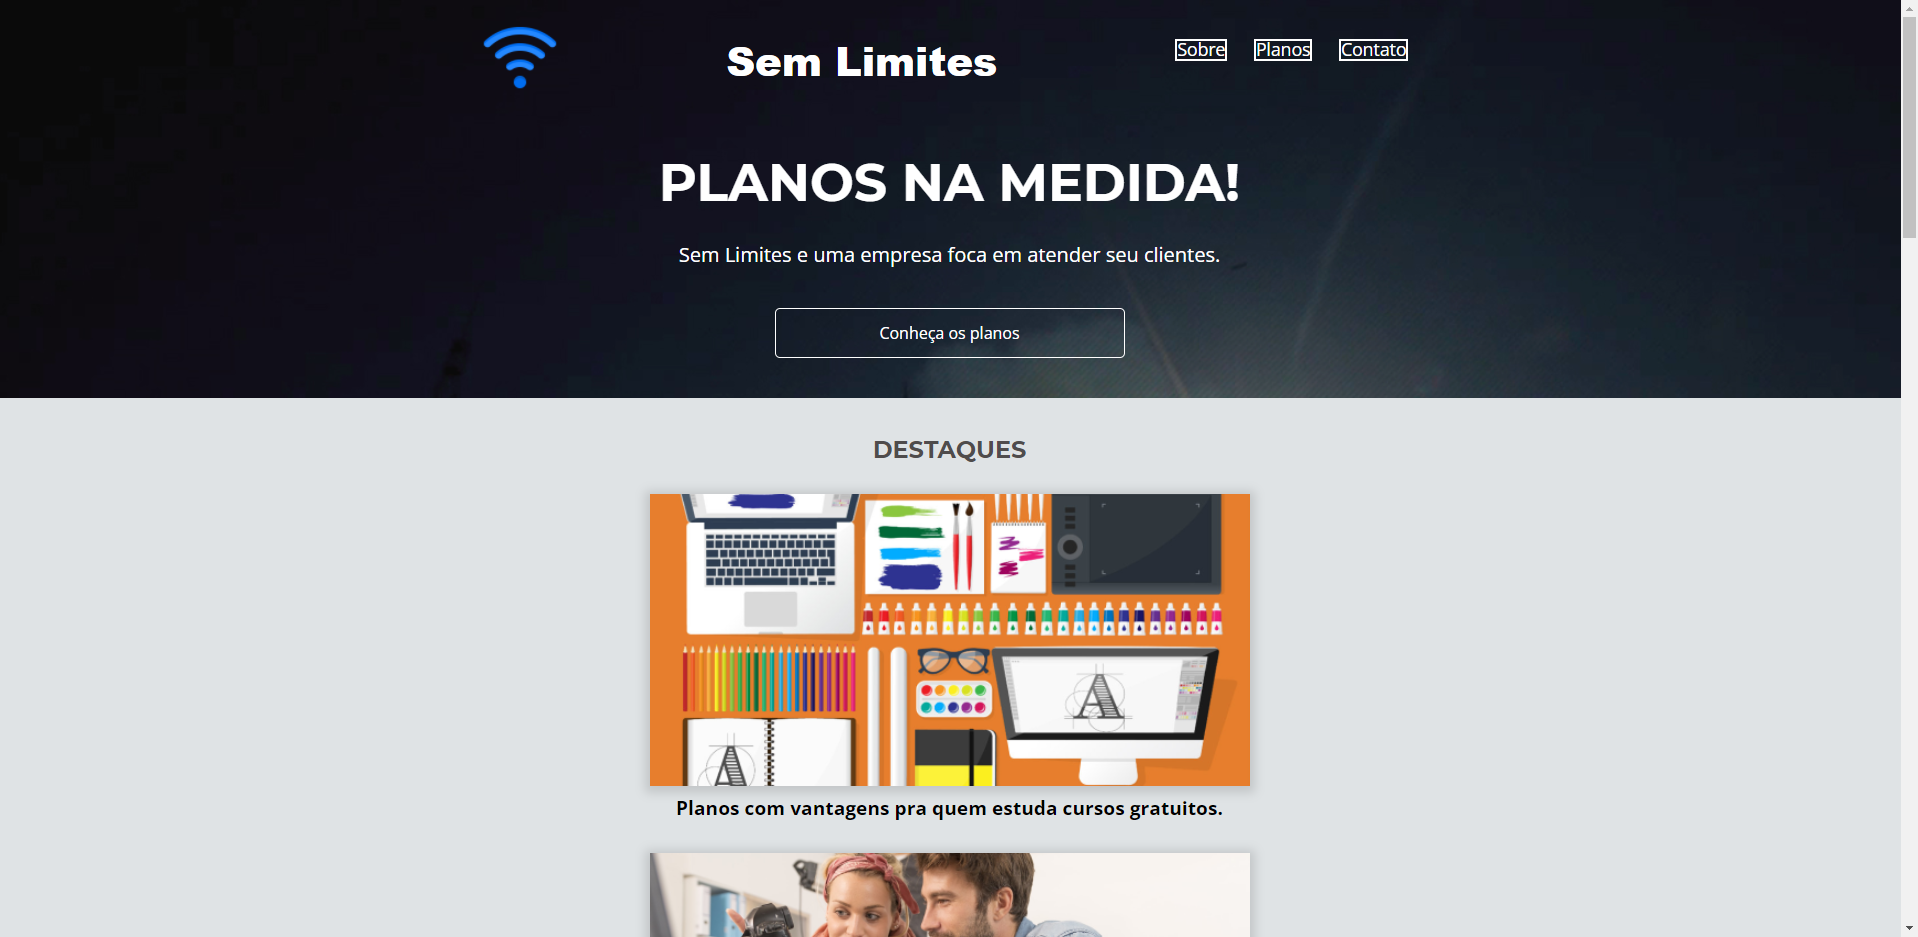 Sem Limites
Sobre Planos Contato
PLANOS NA MEDIDA!
Sem Limites e uma empresa foca em atender seu clientes.
Conheça os planos
DESTAQUES
A
A
Planos com vantagens pra quem estuda cursos gratuitos.